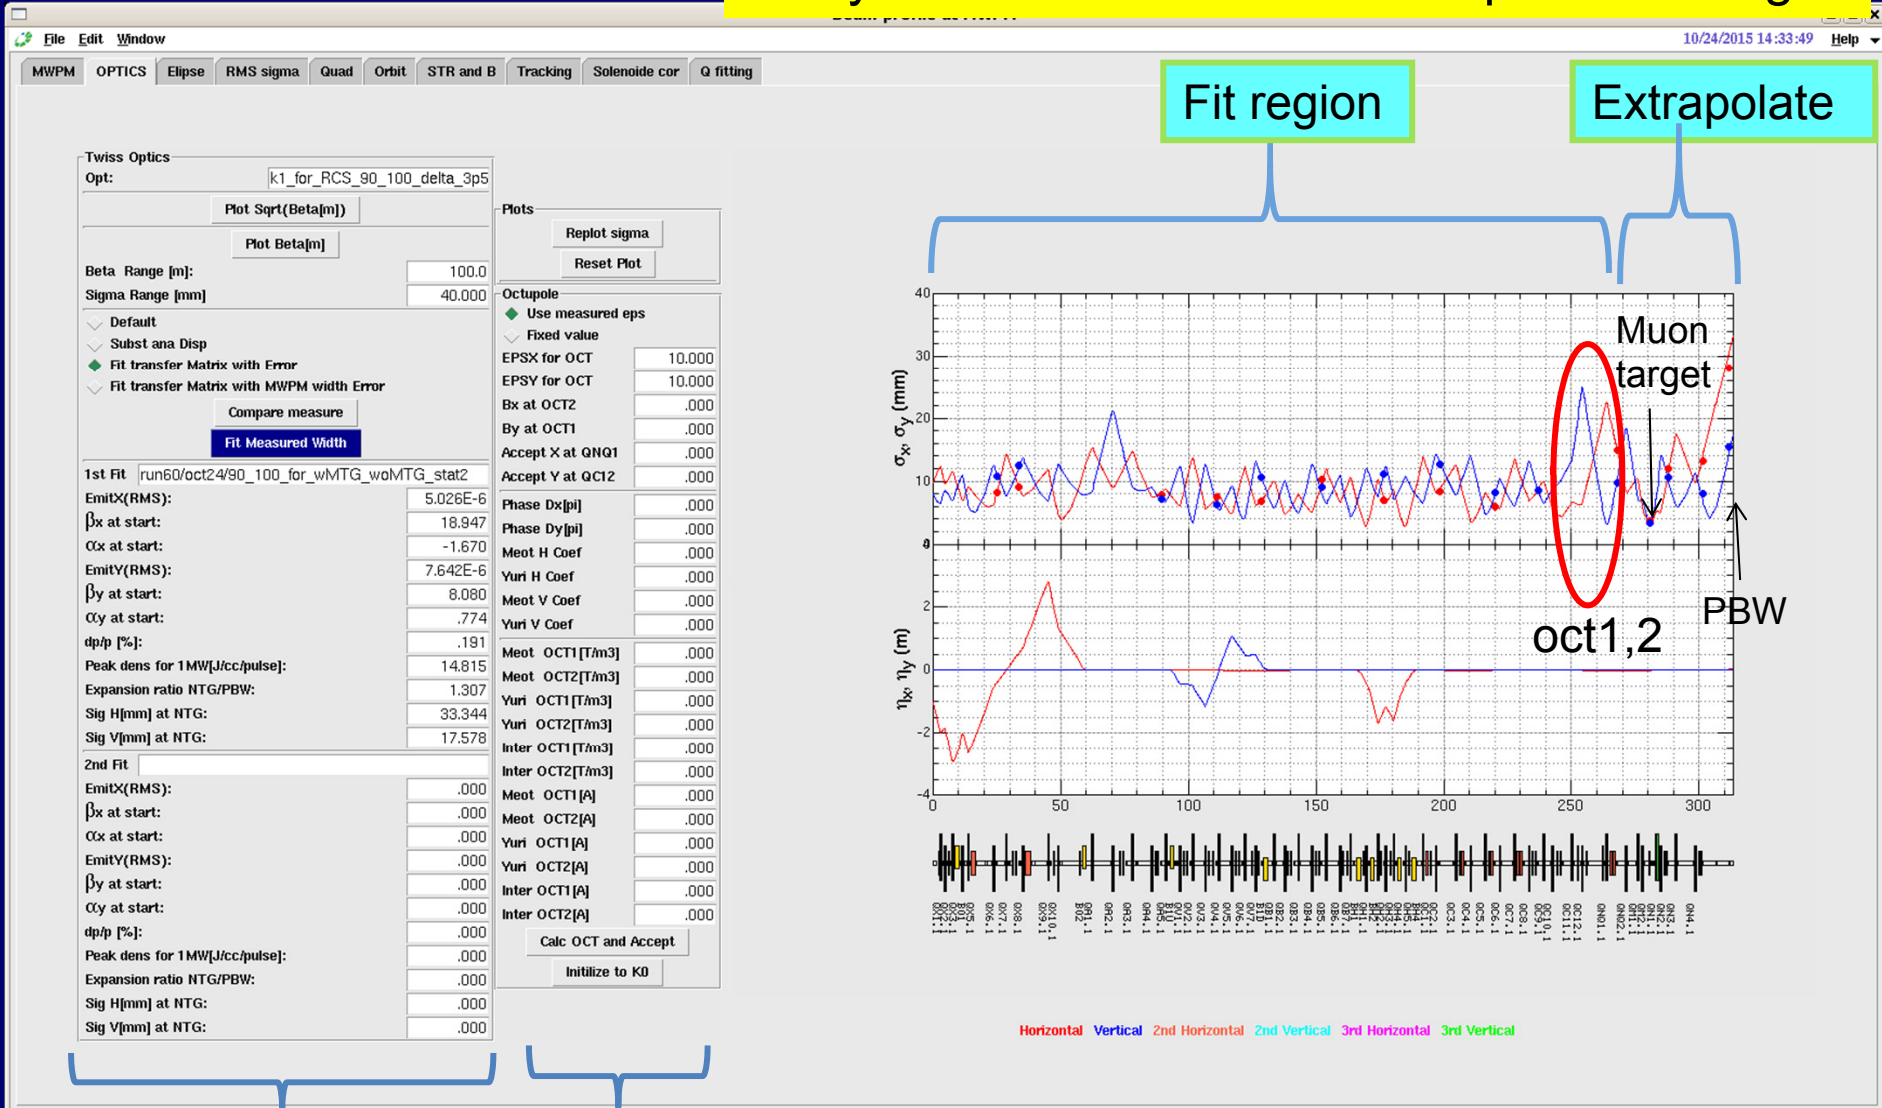 File Edit Window
10/24/2015 14:33:49 Help
MWPM OPTICS Elipse RMS sigma Quad Orbit STR and B Tracking Solenoide cor Q fitting
Fit region
Extrapolate
Twiss Optics
Opt: k1_for_RCS_90_100_delta_3p5
Plot Sqrt(Beta[m])
Plot Beta[m]
Beta Range [m]: 100.0
Sigma Range [mm] 40.000
Default
Subst ana Disp
Fit transfer Matrix with Error
Fit transfer Matrix with MWPM width Error
Compare measure
Fit Measured Width
1st Fit run60/oct24/90_100_for_wMTG_woMTG_stat2
EmitX(RMS): 5.026E-6
βx at start: 18.947
αx at start: -1.670
EmitY(RMS): 7.642E-6
βy at start: 8.080
αy at start: .774
dp/p [%]: .191
Peak dens for 1MW[J/cc/pulse]: 14.815
Expansion ratio NTG/PBW: 1.307
Sig H[mm] at NTG: 33.344
Sig V[mm] at NTG: 17.578
2nd Fit
EmitX(RMS): .000
βx at start: .000
αx at start: .000
EmitY(RMS): .000
βy at start: .000
αy at start: .000
dp/p [%]: .000
Peak dens for 1MW[J/cc/pulse]: .000
Expansion ratio NTG/PBW: .000
Sig H[mm] at NTG: .000
Sig V[mm] at NTG: .000
Plots
Replot sigma
Reset Plot
Octupole
Use measured eps
Fixed value
EPSX for OCT 10.000
EPSY for OCT 10.000
Bx at OCT2 .000
By at OCT1 .000
Accept X at QNQ1 .000
Accept Y at QC12 .000
Phase Dx[pi] .000
Phase Dy[pi] .000
Meot H Coef .000
Yuri H Coef .000
Meot V Coef .000
Yuri V Coef .000
Meot OCT1[T/m3] .000
Meot OCT2[T/m3] .000
Yuri OCT1[T/m3] .000
Yuri OCT2[T/m3] .000
Inter OCT1[T/m3] .000
Inter OCT2[T/m3] .000
Meot OCT1[A] .000
Meot OCT2[A] .000
Yuri OCT1[A] .000
Yuri OCT2[A] .000
Inter OCT1[A] .000
Inter OCT2[A] .000
Calc OCT and Accept
Initilize to K0
σx, σy (mm)
40
30
20
10
Muon
target
PBW
oct1,2
ηx, ηy (m)
2
0
-2
-4
0 50 100 150 200 250 300
Horizontal Vertical 2nd Horizontal 2nd Vertical 3rd Horizontal 3rd Vertical